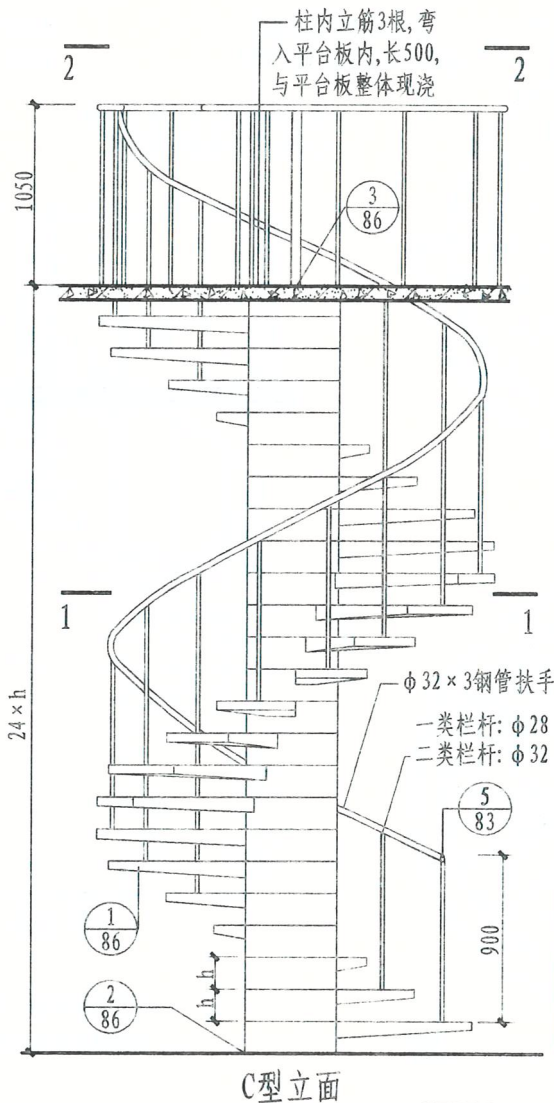 柱内立筋3根,弯
入平台板内,长500,
与平台板整体现浇
2
2
1050
3
86
24×h
1
1
ϕ32×3钢管扶手
一类栏杆:ϕ28
二类栏杆:ϕ32
5
83
1
86
900
h
h
2
86
C型立面